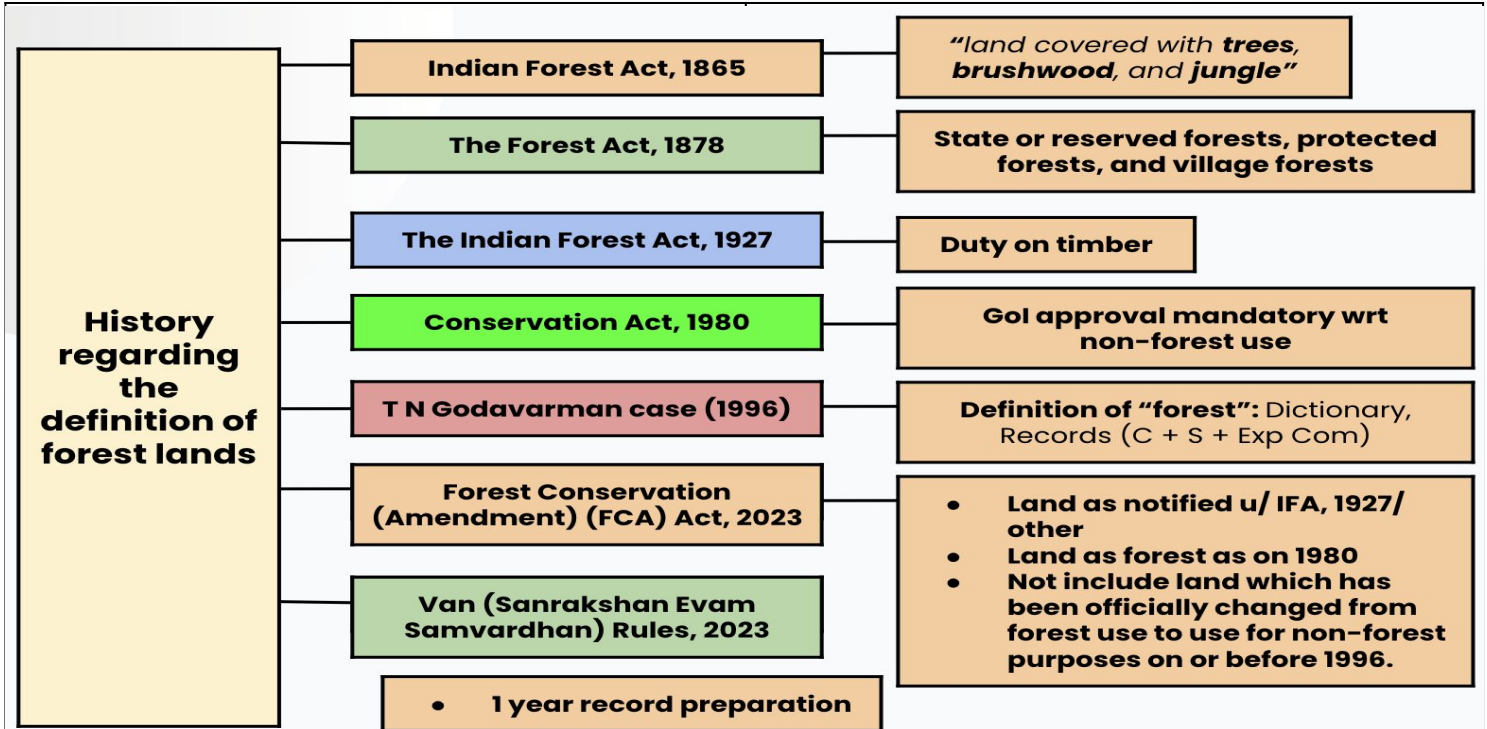 History
regarding
the
definition of
forest lands
Indian Forest Act, 1865
“land covered with trees,
brushwood, and jungle”
The Forest Act, 1878
State or reserved forests, protected
forests, and village forests
The Indian Forest Act, 1927
Duty on timber
Conservation Act, 1980
GoI approval mandatory wrt
non-forest use
T N Godavarman case (1996)
Definition of “forest”: Dictionary,
Records (C + S + Exp Com)
Forest Conservation
(Amendment) (FCA) Act, 2023
● Land as notified u/ IFA, 1927/
other
● Land as forest as on 1980
● Not include land which has
been officially changed from
forest use to use for non-forest
purposes on or before 1996.
Van (Sanrakshan Evam
Samvardhan) Rules, 2023
● 1 year record preparation